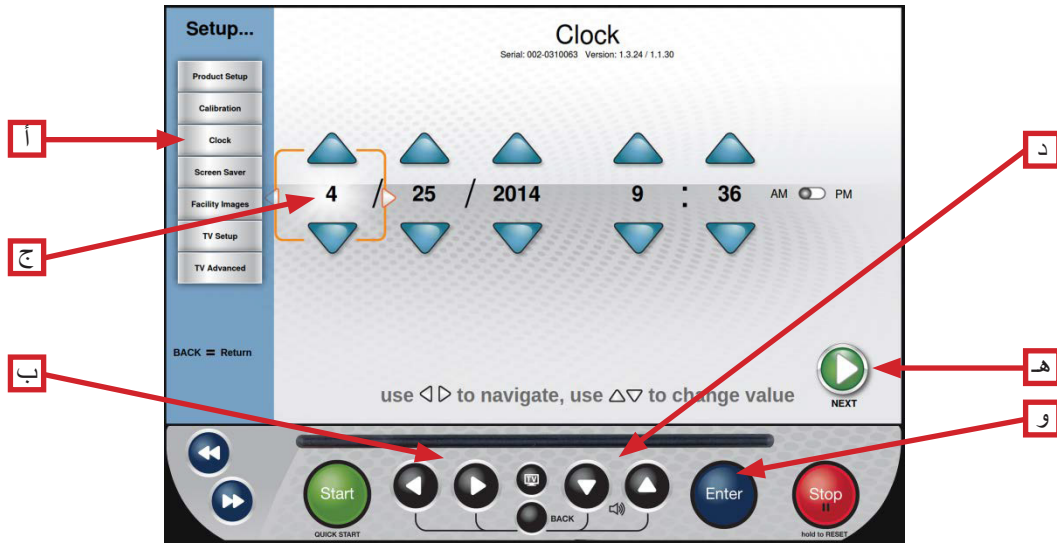 Setup...
Clock
Serial: 002-0310063 Version: 1.3.24 / 1.1.30
Product Setup
Calibration
Clock
Screen Saver
Facility Images
TV Setup
TV Advanced
BACK = Return
4 / 25 / 2014 9 : 36 AM PM
use ◁ ▷ to navigate, use △▽ to change value
NEXT
Start
QUICK START
TV
BACK
Enter
Stop
hold to RESET
أ
ج
ب
د
هـ
و